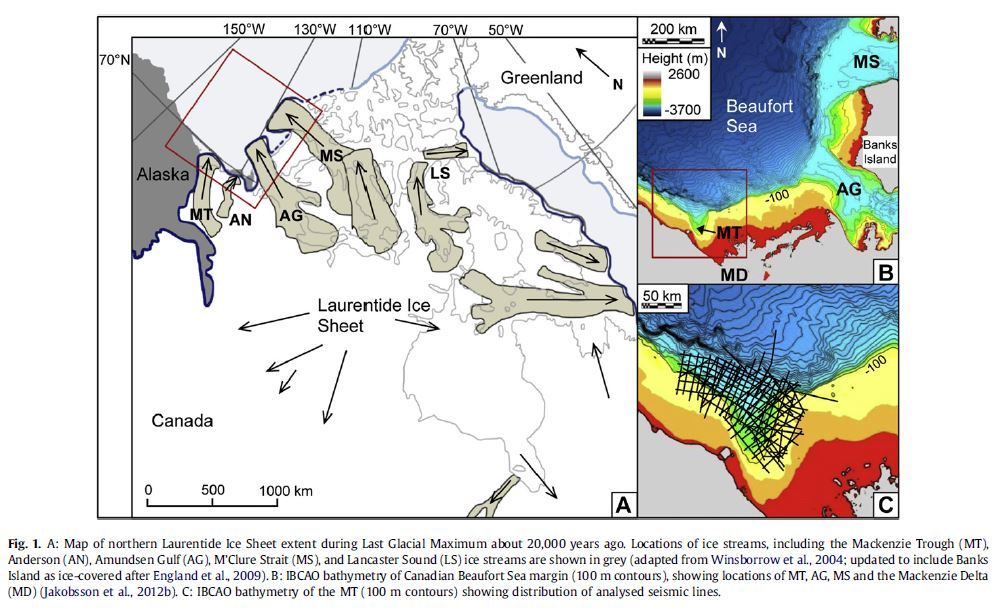 150°W 130°W 110°W 70°W 50°W
70°N
Greenland
N
Alaska
MT
AN
AG
MS
LS
Laurentide Ice
Sheet
Canada
0 500 1000 km
A
200 km
N
Height (m)
2600
-3700
Beaufort
Sea
MS
Banks
Island
AG
-100
MT
MD
B
50 km
-100
C
Fig. 1. A: Map of northern Laurentide Ice Sheet extent during Last Glacial Maximum about 20,000 years ago. Locations of ice streams, including the Mackenzie Trough (MT),
Anderson (AN), Amundsen Gulf (AG), M'Clure Strait (MS), and Lancaster Sound (LS) ice streams are shown in grey (adapted from Winsborrow et al., 2004; updated to include Banks
Island as ice-covered after England et al., 2009). B: IBCAO bathymetry of Canadian Beaufort Sea margin (100 m contours), showing locations of MT, AG, MS and the Mackenzie Delta
(MD) (Jakobsson et al., 2012b). C: IBCAO bathymetry of the MT (100 m contours) showing distribution of analysed seismic lines.